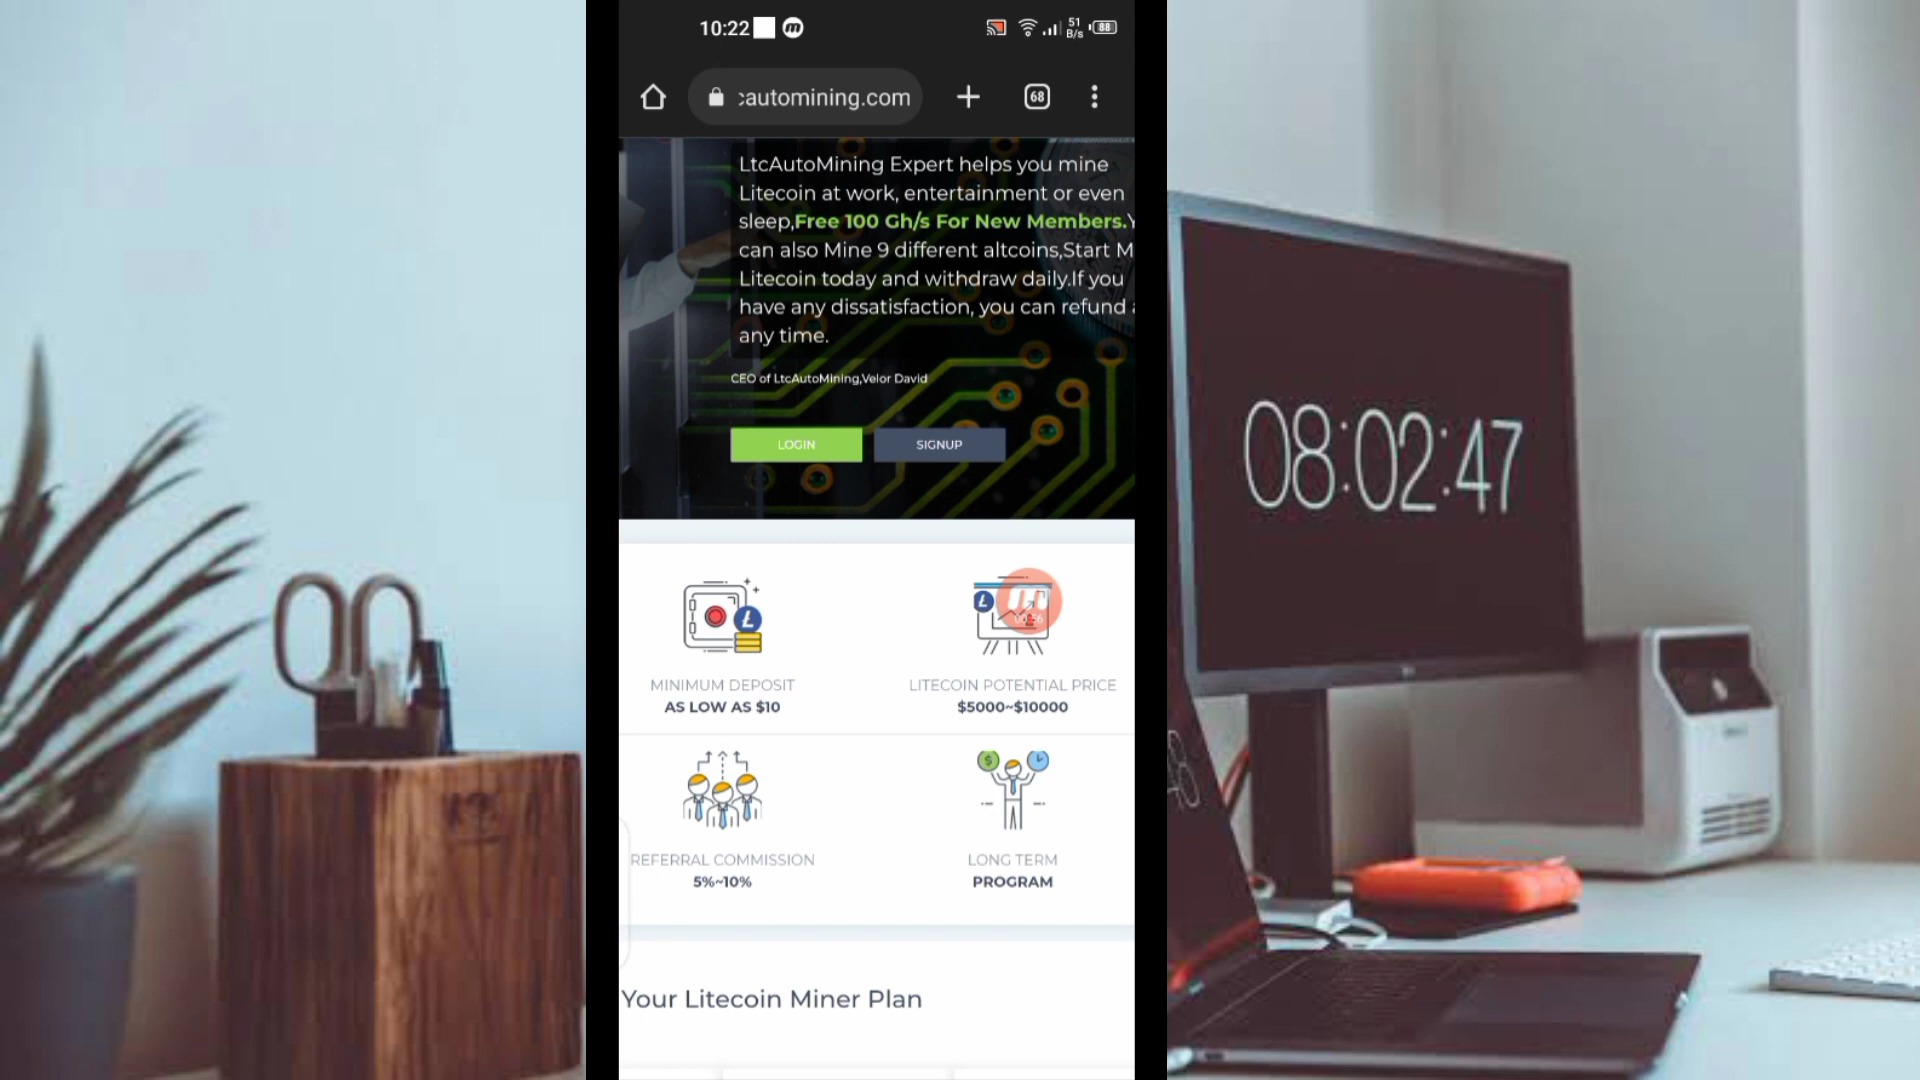 10:22
51
B/s
88
:automining.com
68
LtcAutoMining Expert helps you mine
Litecoin at work, entertainment or even
sleep,Free 100 Gh/s For New Members.Y
can also Mine 9 different altcoins,Start M
Litecoin today and withdraw daily.If you
have any dissatisfaction, you can refund a
any time.
CEO of LtcAutoMining,Velor David
LOGIN
SIGNUP
MINIMUM DEPOSIT
AS LOW AS $10
LITECOIN POTENTIAL PRICE
$5000~$10000
REFERRAL COMMISSION
5%~10%
LONG TERM
PROGRAM
Your Litecoin Miner Plan
08:02:47